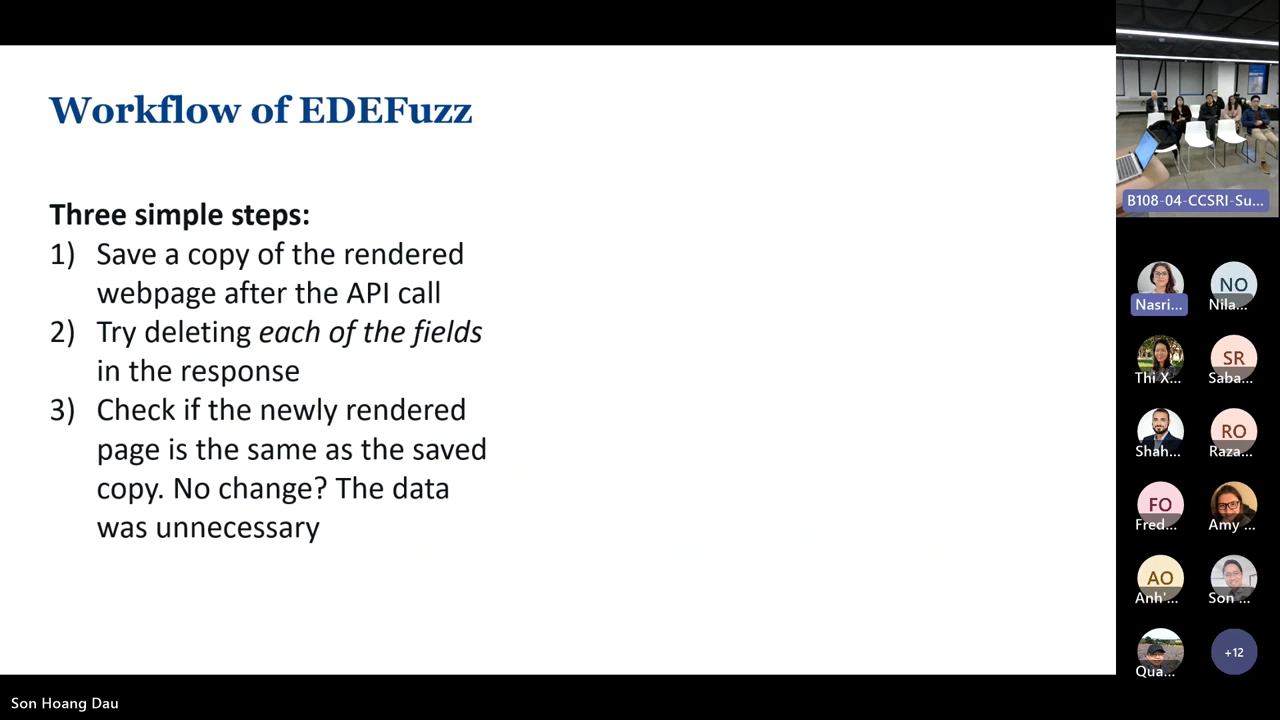 Workflow of EDEFuzz
Three simple steps:
1) Save a copy of the rendered
webpage after the API call
2) Try deleting each of the fields
in the response
3) Check if the newly rendered
page is the same as the saved
copy. No change? The data
was unnecessary
B108-04-CCSRI-Su...
Nasri...
NO
Nila...
Thi X...
SR
Saba...
Shah...
RO
Raza...
FO
Fred...
Amy ...
AO
Anh'...
Son ...
Qua...
+12
Son Hoang Dau